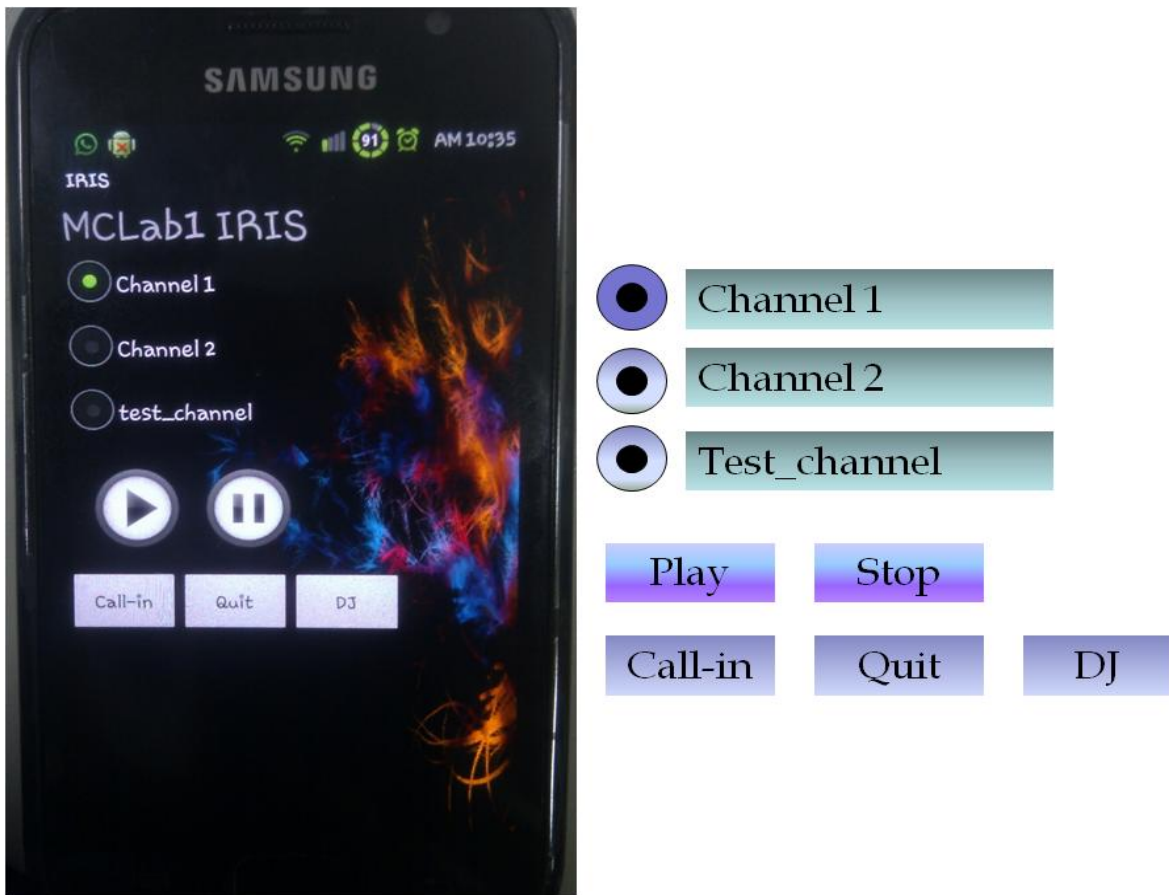 SAMSUNG
91 AM 10:35
IRIS
MCLab1 IRIS
Channel 1
Channel 2
test_channel
Call-in Quit DJ
Channel 1
Channel 2
Test_channel
Play Stop
Call-in Quit DJ